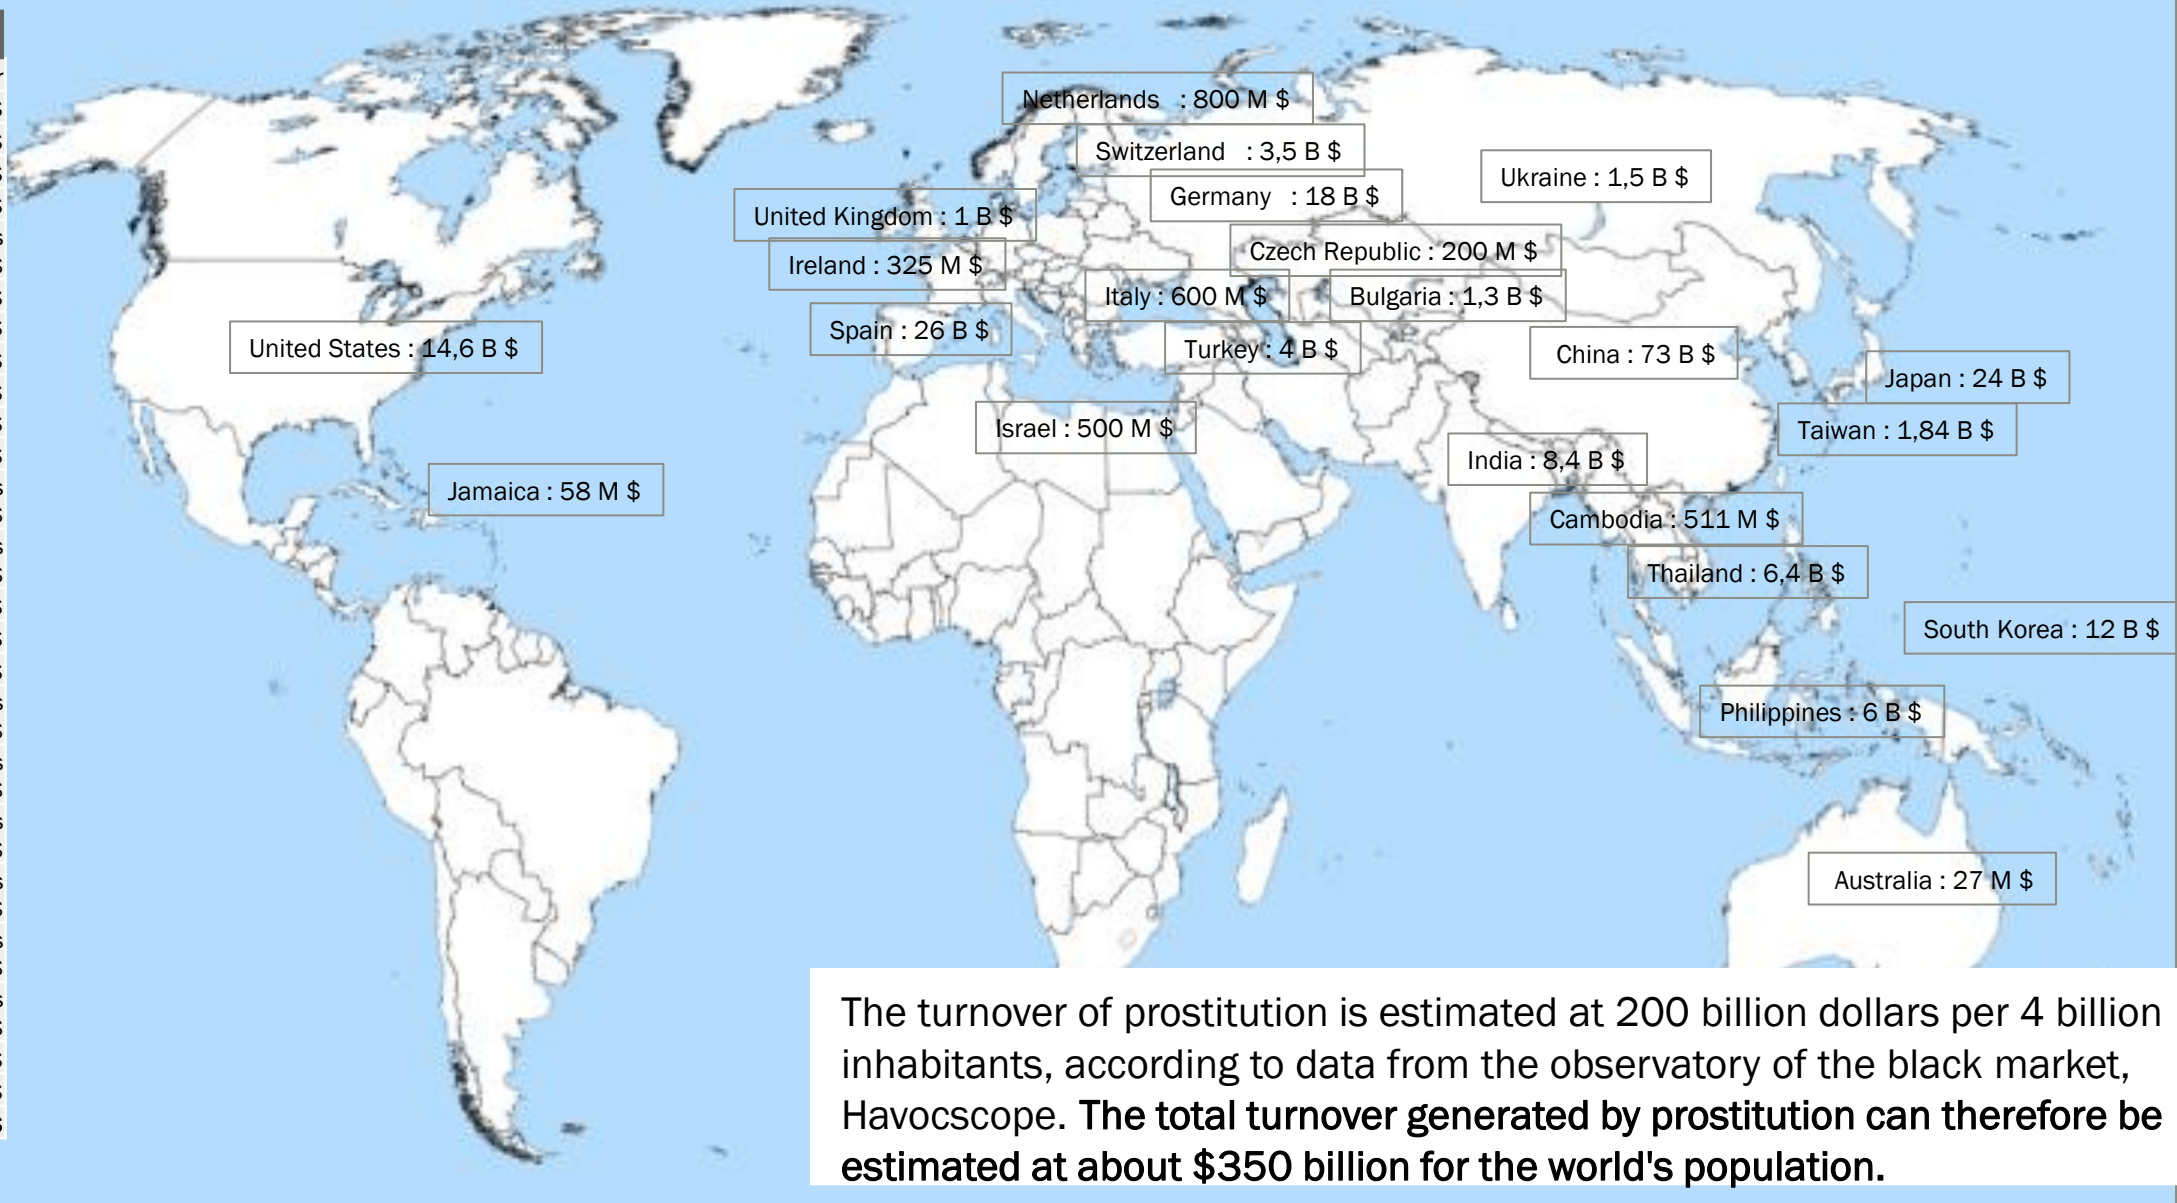 Netherlands : 800 M $
Switzerland : 3,5 B $
Ukraine : 1,5 B $
Germany : 18 B $
United Kingdom : 1 B $
Czech Republic : 200 M $
Ireland : 325 M $
Italy : 600 M $
Bulgaria : 1,3 B $
Spain : 26 B $
United States : 14,6 B $
Turkey : 4 B $
China : 73 B $
Japan : 24 B $
Israel : 500 M $
Taiwan : 1,84 B $
India : 8,4 B $
Jamaica : 58 M $
Cambodia : 511 M $
Thailand : 6,4 B $
South Korea : 12 B $
Philippines : 6 B $
Australia : 27 M $
The turnover of prostitution is estimated at 200 billion dollars per 4 billion
inhabitants, according to data from the observatory of the black market,
Havocscope. The total turnover generated by prostitution can therefore be
estimated at about $350 billion for the world's population.